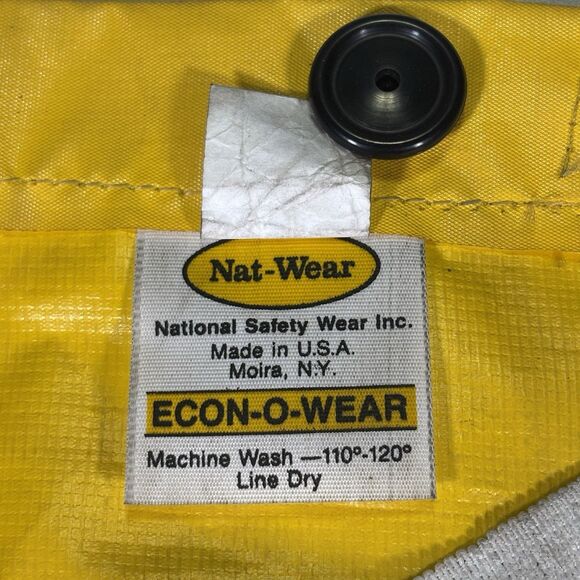 Nat-Wear
National Safety Wear Inc.
Made in U.S.A.
Moira, N.Y.
ECON-O-WEAR
Machine Wash —110°-120°
Line Dry